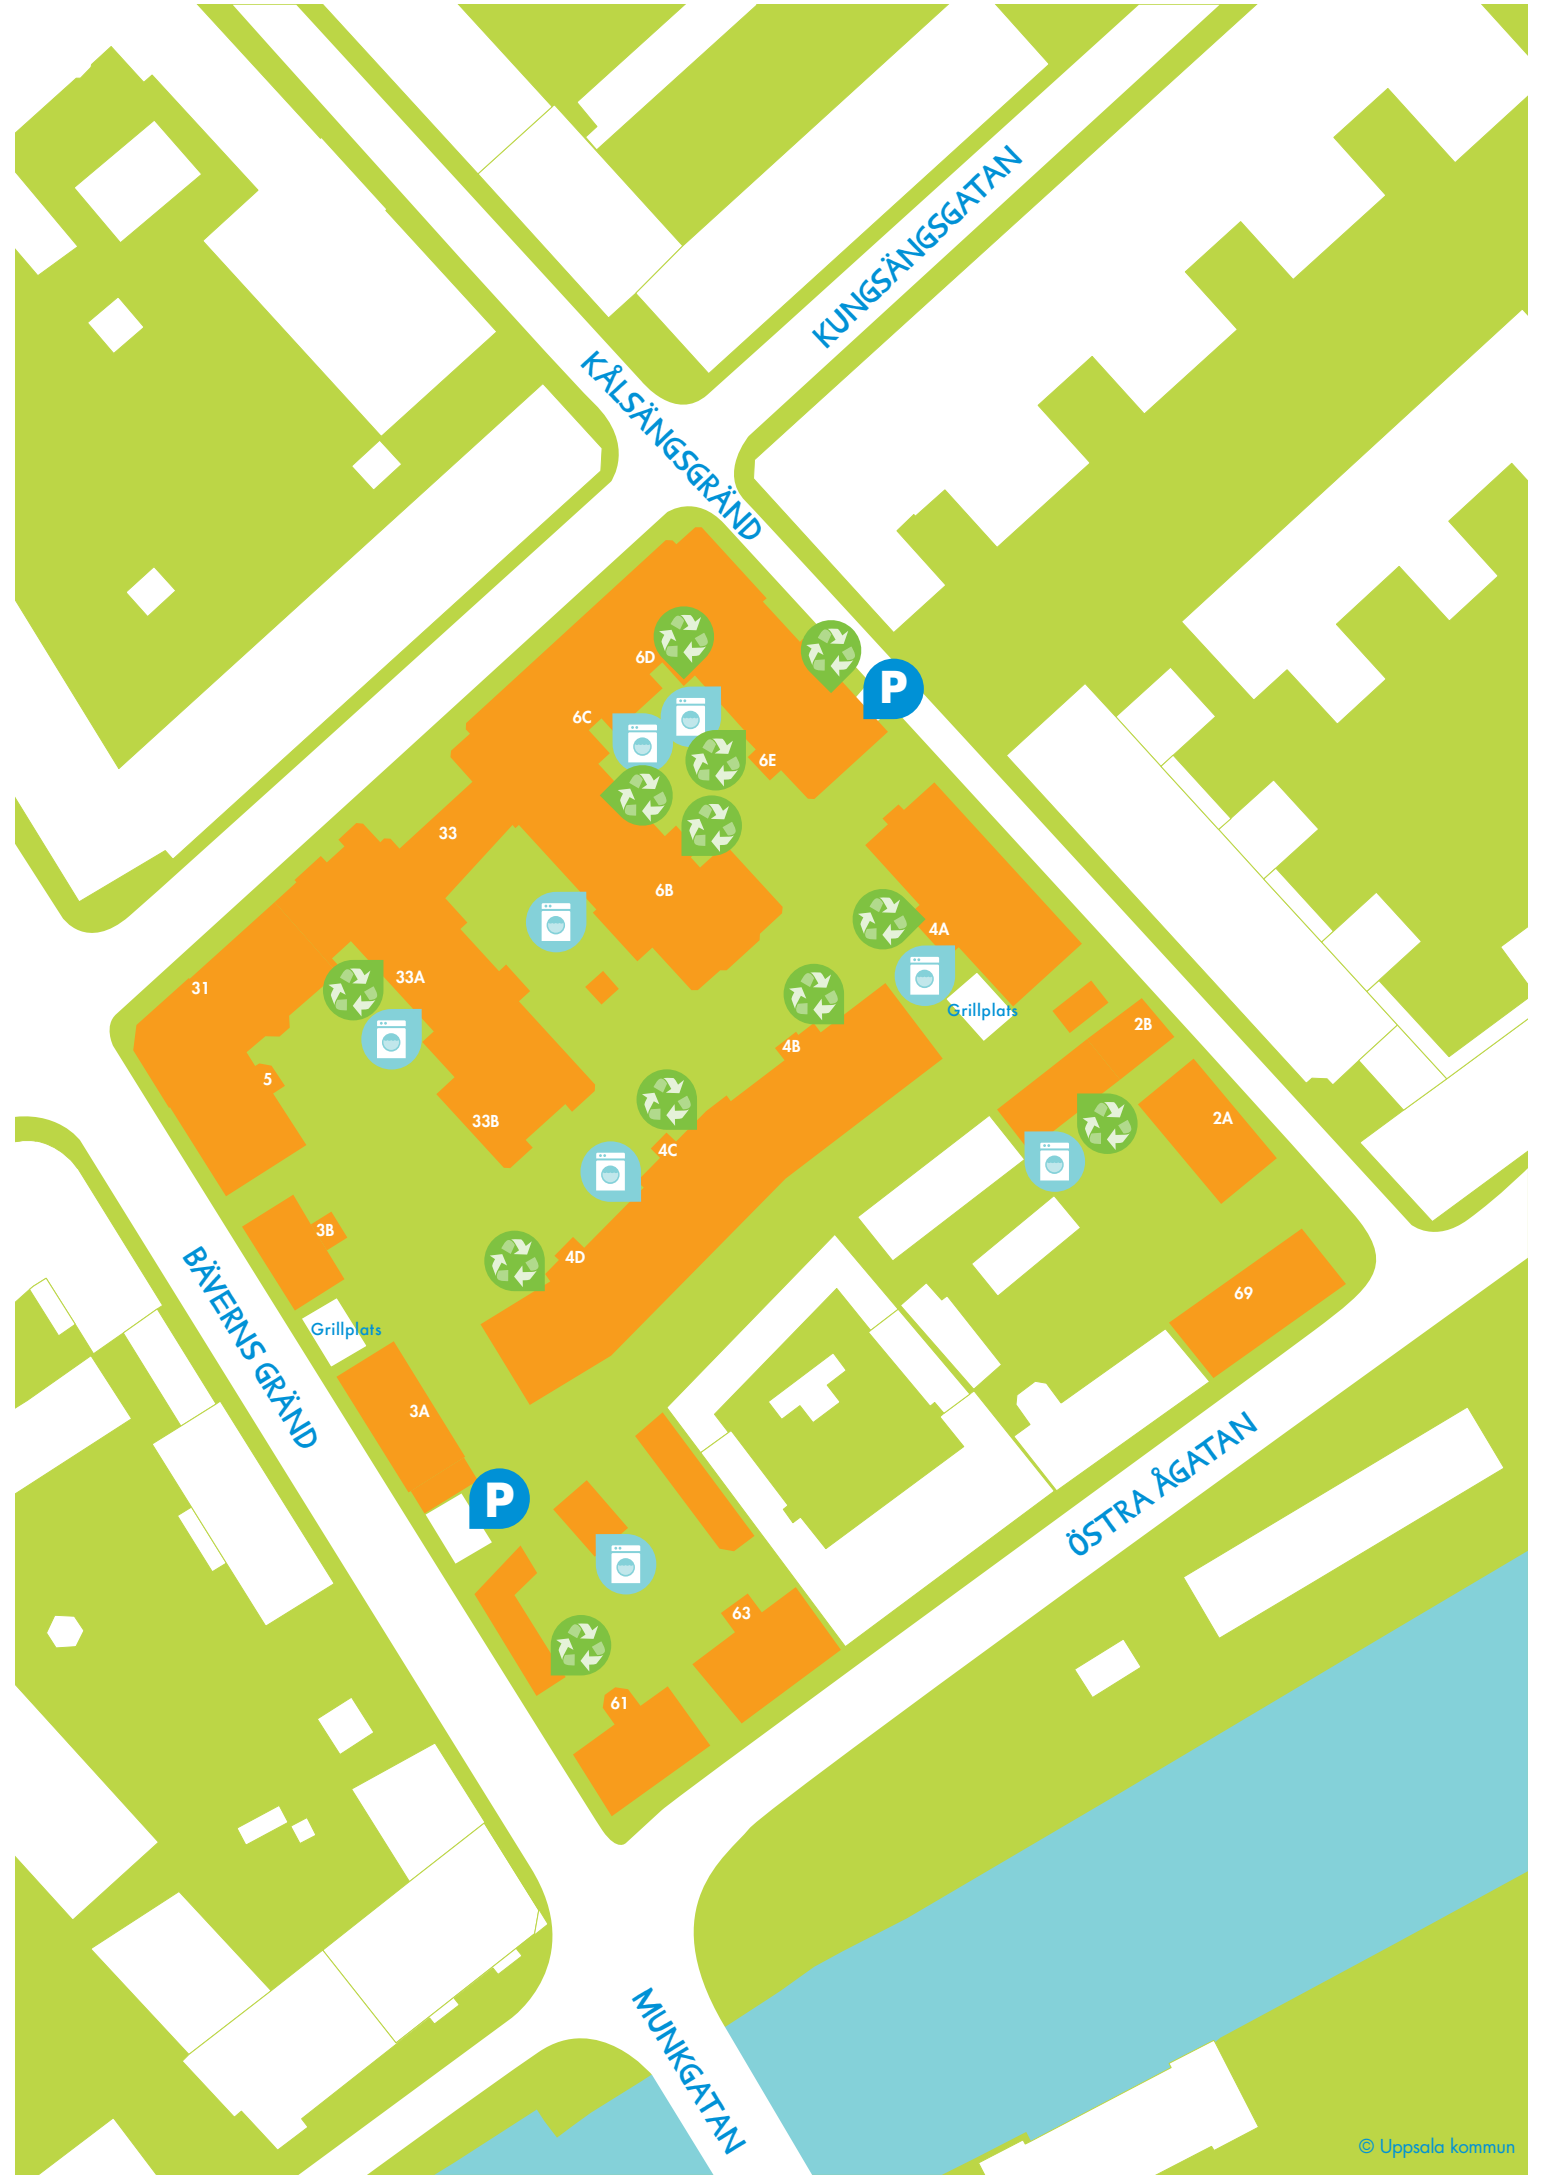 KUNGSÄNGSGATAN
KÅLSÄNGSGRÄND
6D
P
6C
6E
33
6B
4A
33A
31
Grillplats
2B
4B
5
2A
33B
4C
3B
4D
69
BÄVERNS GRÄND
Grillplats
3A
ÖSTRA ÅGATAN
P
63
61
MUNKGATAN
© Uppsala kommun